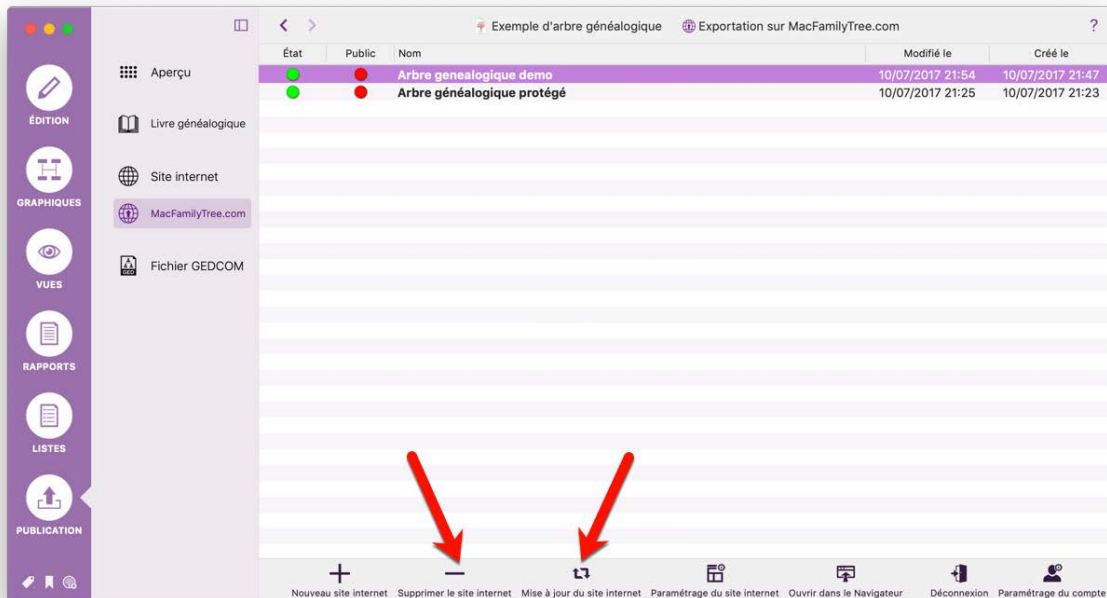 Exemple d'arbre généalogique Exportation sur MacFamilyTree.com ?
État Public Nom Modifié le Créé le
Arbre genealogique demo 10/07/2017 21:54 10/07/2017 21:47
Arbre généalogique protégé 10/07/2017 21:25 10/07/2017 21:23
ÉDITION
GRAPHIQUES
VUES
RAPPORTS
LISTES
PUBLICATION
Aperçu
Livre généalogique
Site internet
MacFamilyTree.com
GED
Fichier GEDCOM
Nouveau site internet Supprimer le site internet Mise à jour du site internet Paramétrage du site internet Ouvrir dans le Navigateur Déconnexion Paramétrage du compte